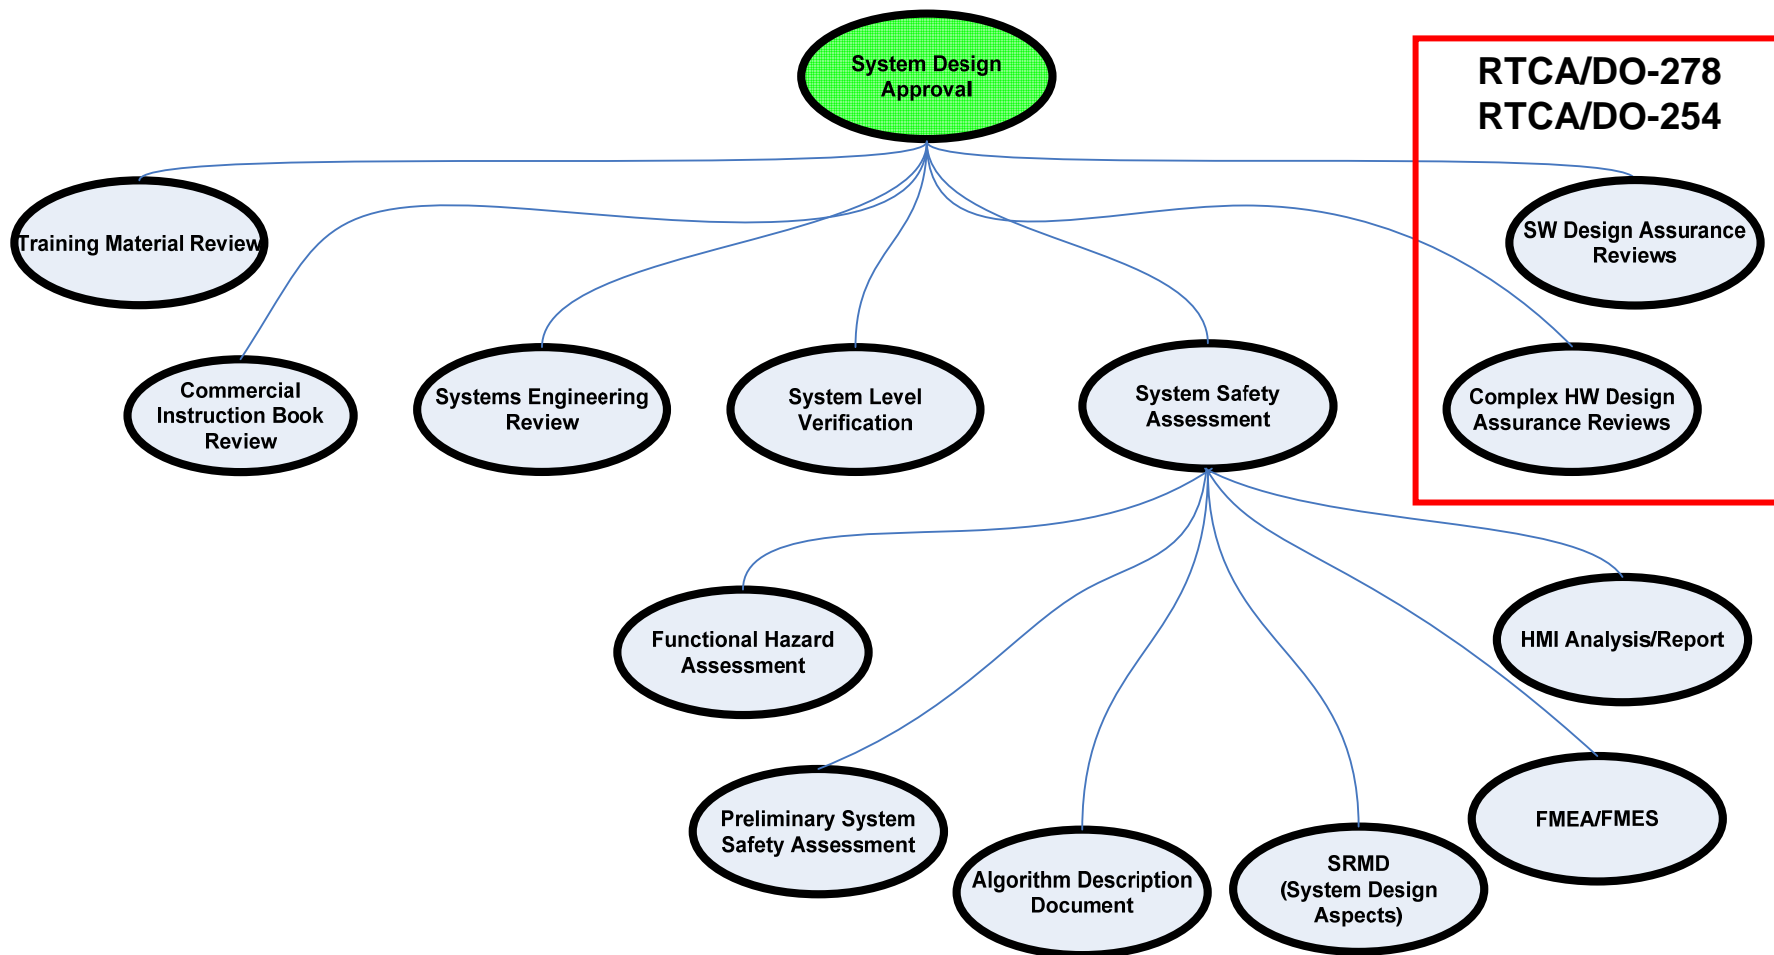 System Design
Approval
RTCA/DO-278
RTCA/DO-254
Training Material Review
SW Design Assurance
Reviews
Commercial
Instruction Book
Review
Systems Engineering
Review
System Level
Verification
System Safety
Assessment
Complex HW Design
Assurance Reviews
Functional Hazard
Assessment
HMI Analysis/Report
Preliminary System
Safety Assessment
Algorithm Description
Document
SRMD
(System Design
Aspects)
FMEA/FMES